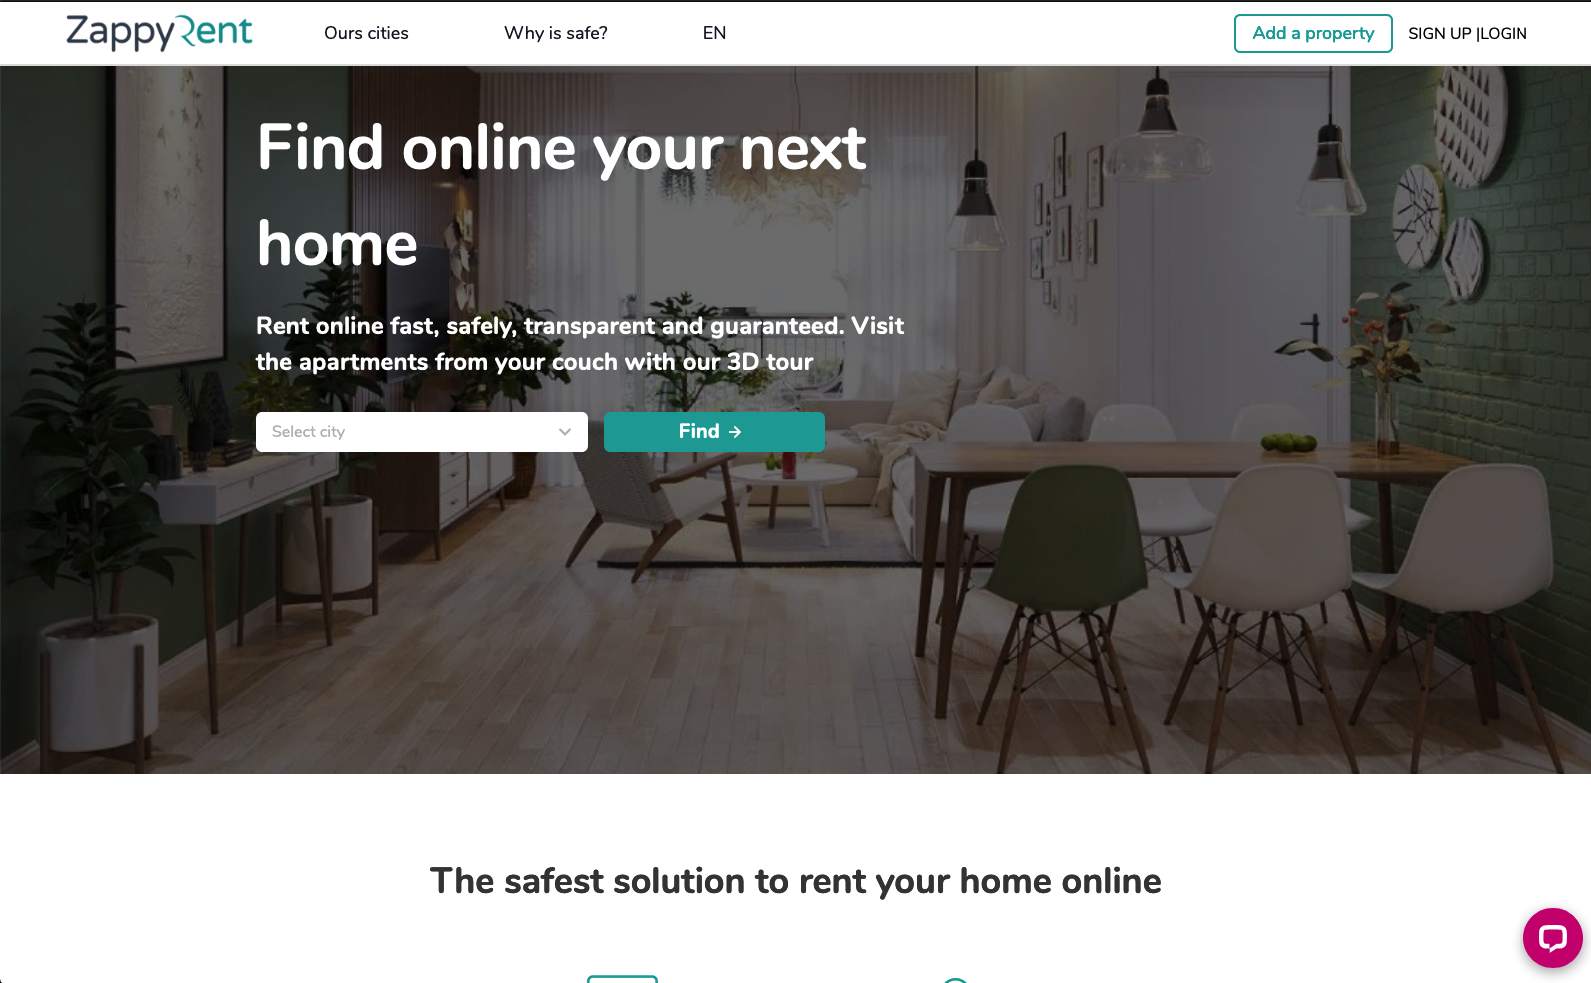 ZappyRent
Ours cities
Why is safe?
EN
Add a property
SIGN UP |LOGIN
Find online your next
home
Rent online fast, safely, transparent and guaranteed. Visit
the apartments from your couch with our 3D tour
Select city
Find →
The safest solution to rent your home online